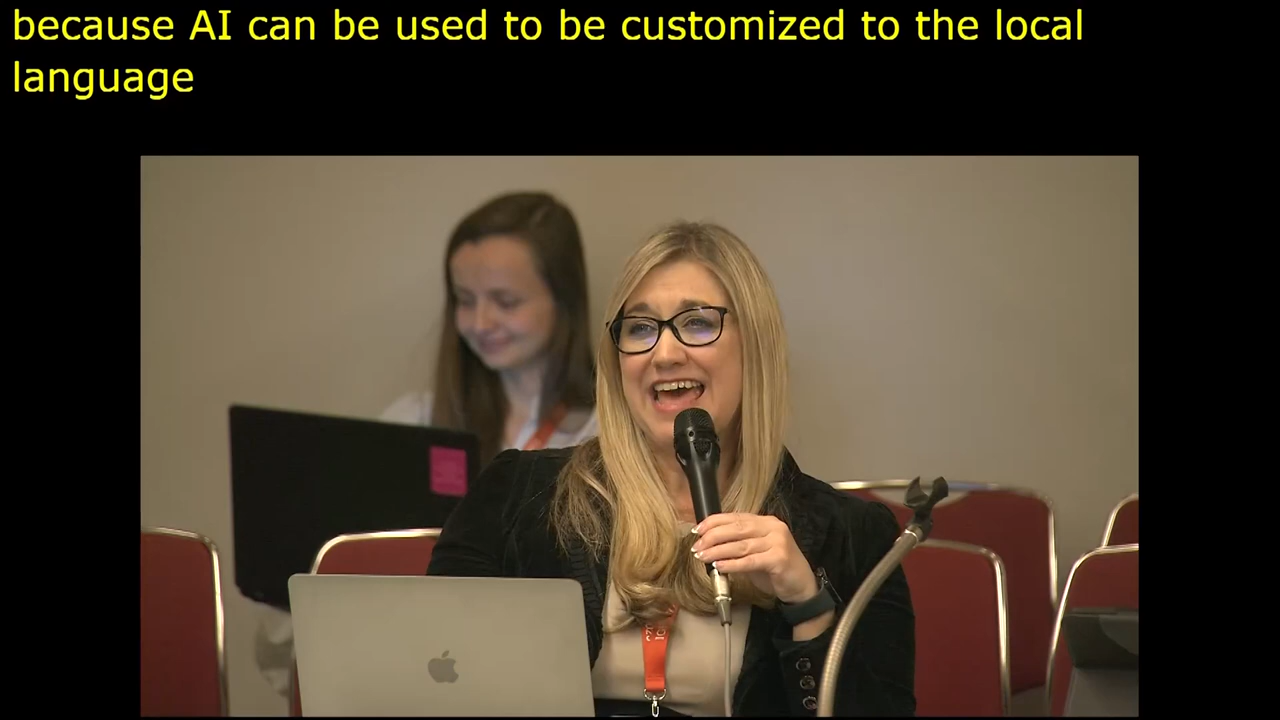 because AI can be used to be customized to the local
language